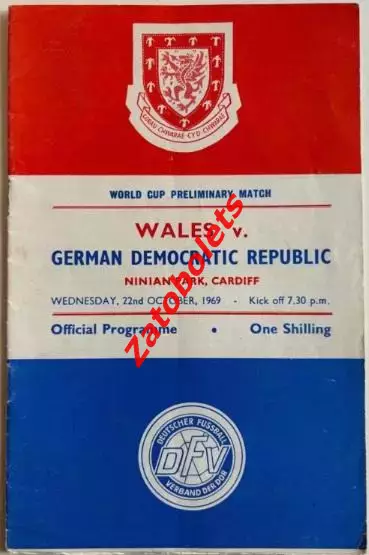 GORAU CHWARAE CYD CHWARAE
WORLD CUP PRELIMINARY MATCH
WALES v.
GERMAN DEMOCRATIC REPUBLIC
NINIAN PARK, CARDIFF
WEDNESDAY, 22nd OCTOBER, 1969 - Kick off 7.30 p.m.
Official Programme • One Shilling
DEUTSCHER FUSSBALL
DFV
VERBAND DER DDR
Zatobolets